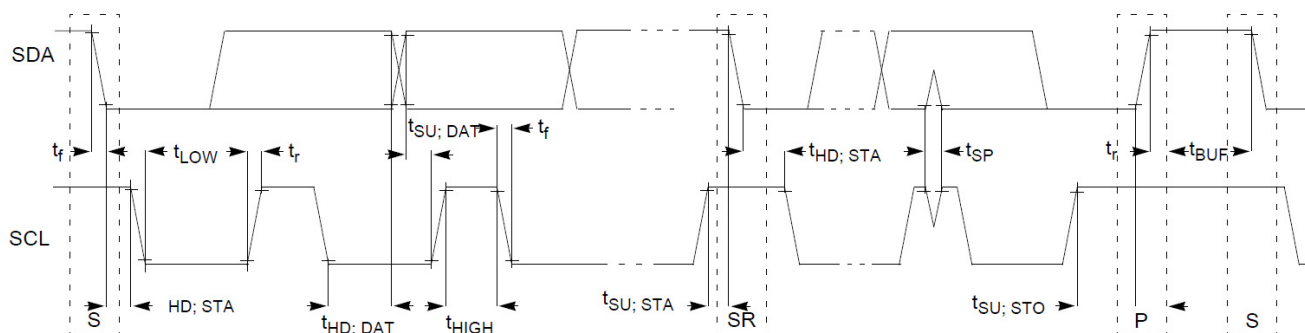 SDA
t_SU; DAT
t_f
t_f
t_LOW
t_r
t_HD; STA
t_SP
t_r
t_BUF
SCL
S
HD; STA
t_HD; DAT
t_HIGH
t_SU; STA
SR
t_SU; STO
P
S